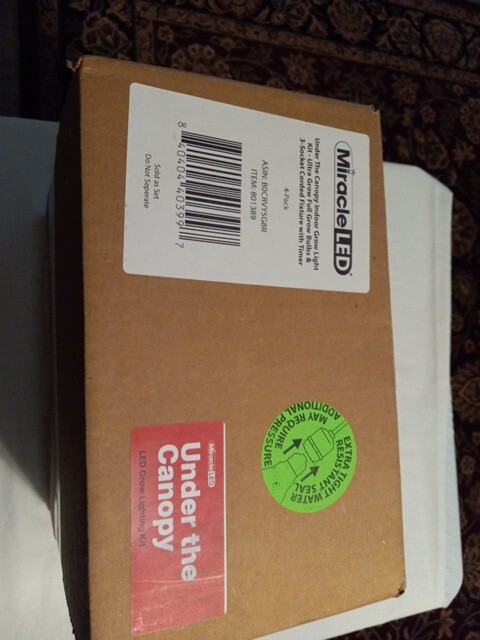 MiracleLED®
Under The Canopy Indoor Grow Light
Kit - Ultra Grow Full Grow Bulbs &
3-Socket Corded Fixture with Timer
4-Pack
ASIN: B0CRVYSG8R
ITEM: 801389
8 40404 40399 7
Sold as Set
Do Not Seperate
EXTRA TIGHT WATER
RESISTANT SEAL
MAY REQUIRE
ADDITIONAL PRESSURE
MiracleLED
Under the
Canopy
LED Grow Lighting Kit